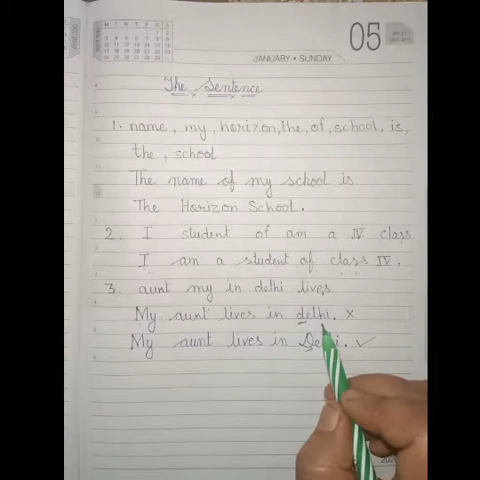 05
JANUARY • SUNDAY
The Sentence
1. name, my, horizon, the, of, school, is,
the, school
The name of my school is
The Horizon School.
2. I student of am a IV class
I am a student of class IV.
3. aunt my in delhi lives
My aunt lives in delhi. ×
My aunt lives in Delhi. ✓